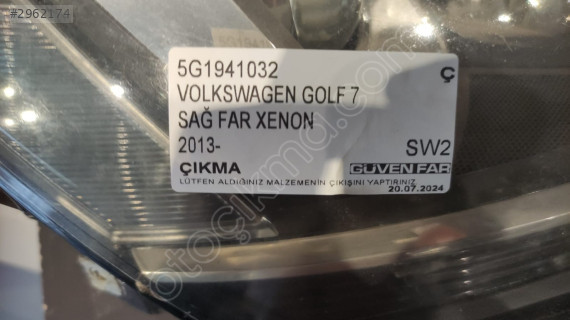 #2962174
5G1941032
Ç
VOLKSWAGEN GOLF 7
SAĞ FAR XENON
2013-
SW2
ÇIKMA
GÜVEN FAR
LÜTFEN ALDIĞINIZ MALZEMENİN ÇIKIŞINI YAPTIRINIZ
20.07.2024
otoçıkma.com